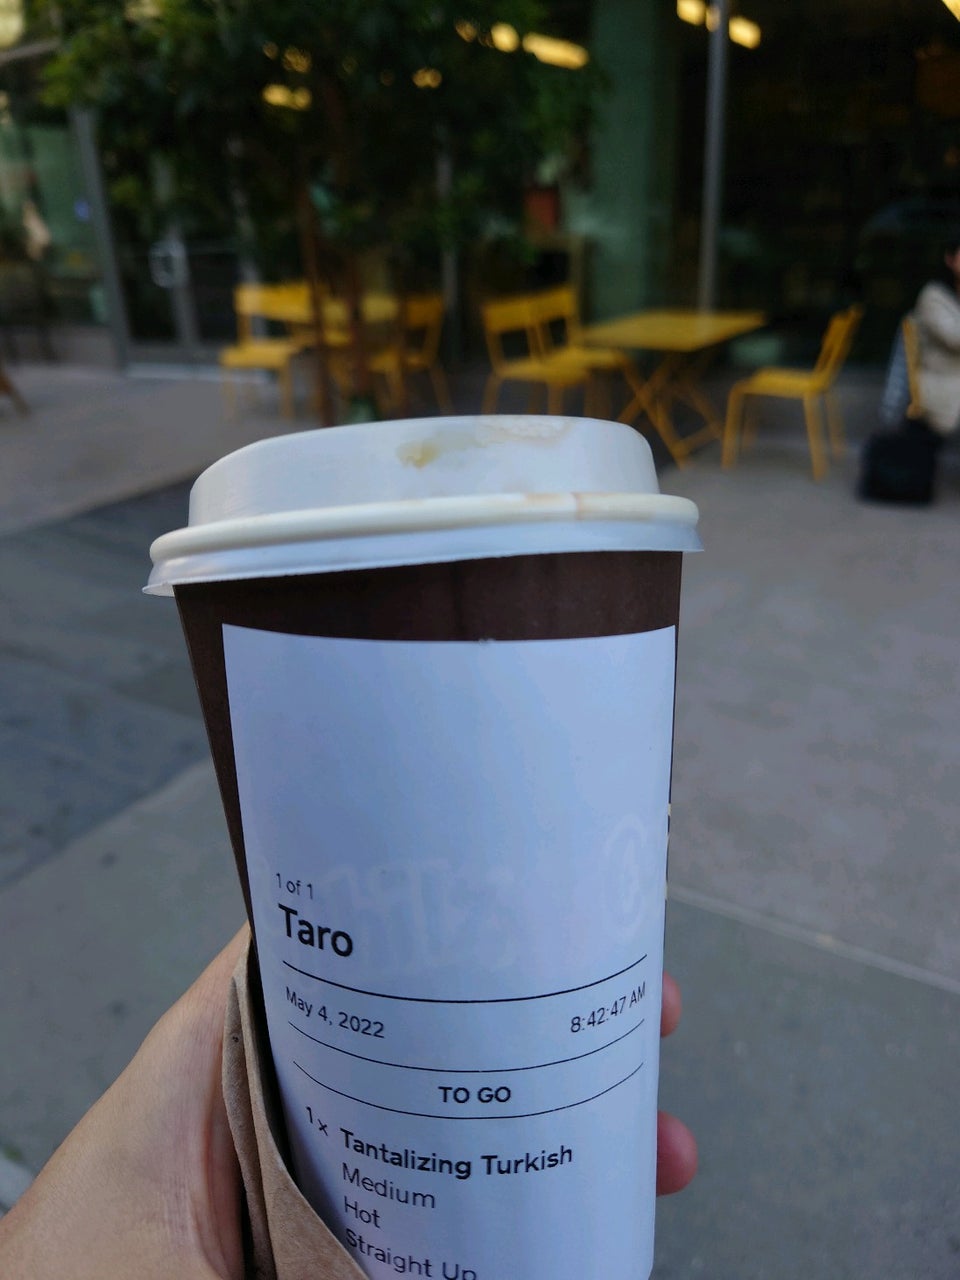 1 of 1
Taro
May 4, 2022 8:42:47 AM
TO GO
1 x Tantalizing Turkish
Medium
Hot
Straight Up